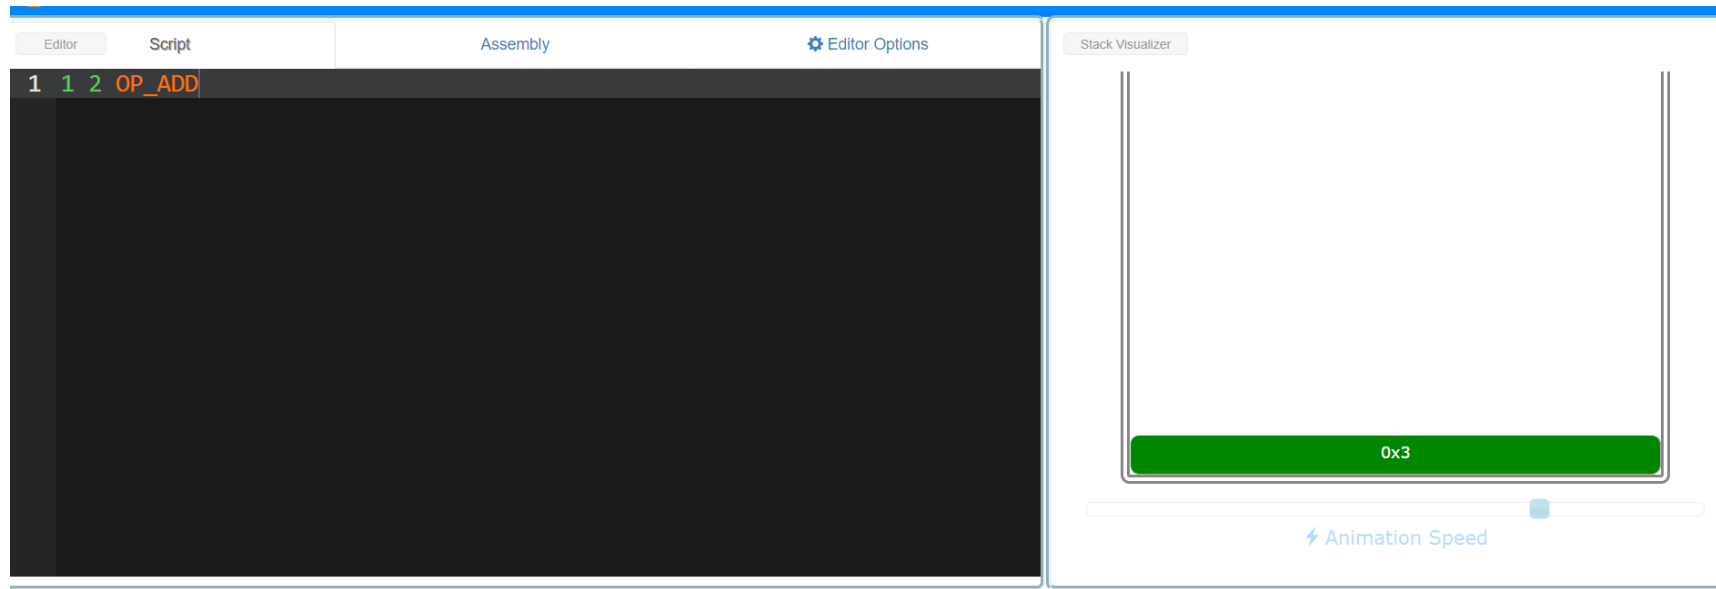 Editor Script Assembly Editor Options
1 1 2 OP_ADD
Stack Visualizer
0x3
Animation Speed